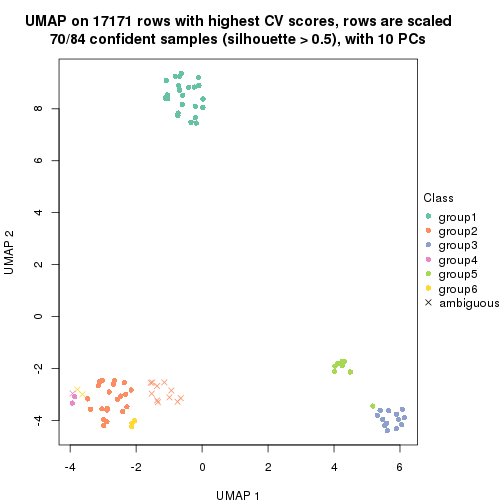 UMAP on 17171 rows with highest CV scores, rows are scaled
70/84 confident samples (silhouette > 0.5), with 10 PCs
8
6
4
2
0
-2
-4
UMAP 2
-4
-2
0
2
4
6
UMAP 1
Class
group1
group2
group3
group4
group5
group6
ambiguous